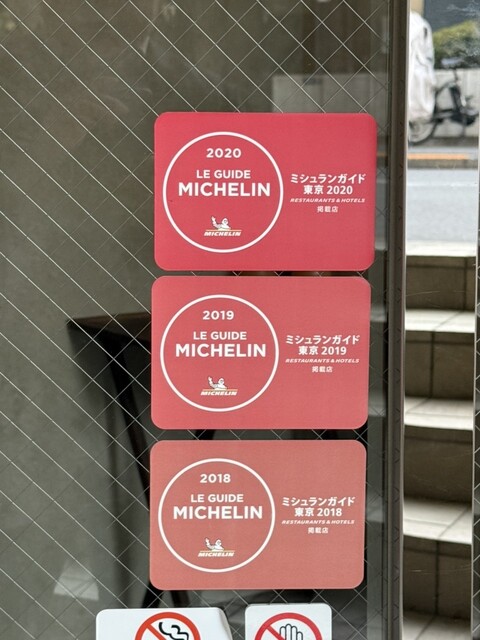 2020
LE GUIDE
MICHELIN
MICHELIN
ミシュランガイド
東京 2020
RESTAURANTS & HOTELS
掲載店
2019
LE GUIDE
MICHELIN
MICHELIN
ミシュランガイド
東京 2019
RESTAURANTS & HOTELS
掲載店
2018
LE GUIDE
MICHELIN
MICHELIN
ミシュランガイド
東京 2018
RESTAURANTS & HOTELS
掲載店